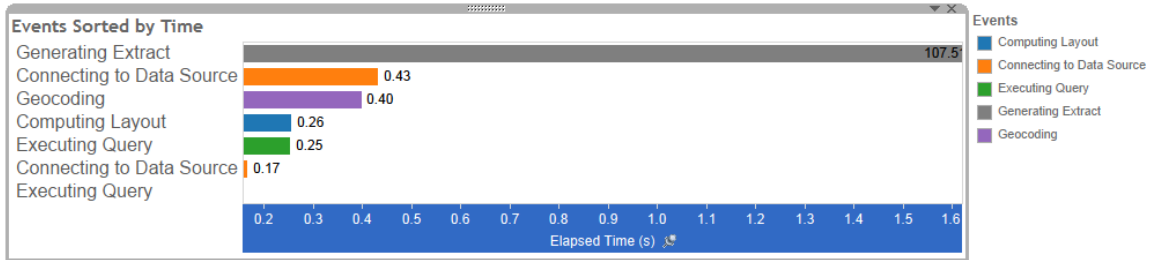 Events Sorted by Time
Generating Extract 107.51
Connecting to Data Source 0.43
Geocoding 0.40
Computing Layout 0.26
Executing Query 0.25
Connecting to Data Source 0.17
Executing Query
0.2 0.3 0.4 0.5 0.6 0.7 0.8 0.9 1.0 1.1 1.2 1.3 1.4 1.5 1.6
Elapsed Time (s)
Events
Computing Layout
Connecting to Data Source
Executing Query
Generating Extract
Geocoding